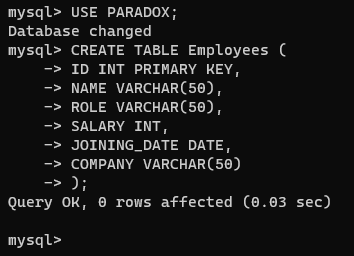 mysql> USE PARADOX;
Database changed
mysql> CREATE TABLE Employees (
    -> ID INT PRIMARY KEY,
    -> NAME VARCHAR(50),
    -> ROLE VARCHAR(50),
    -> SALARY INT,
    -> JOINING_DATE DATE,
    -> COMPANY VARCHAR(50)
    -> );
Query OK, 0 rows affected (0.03 sec)
mysql>